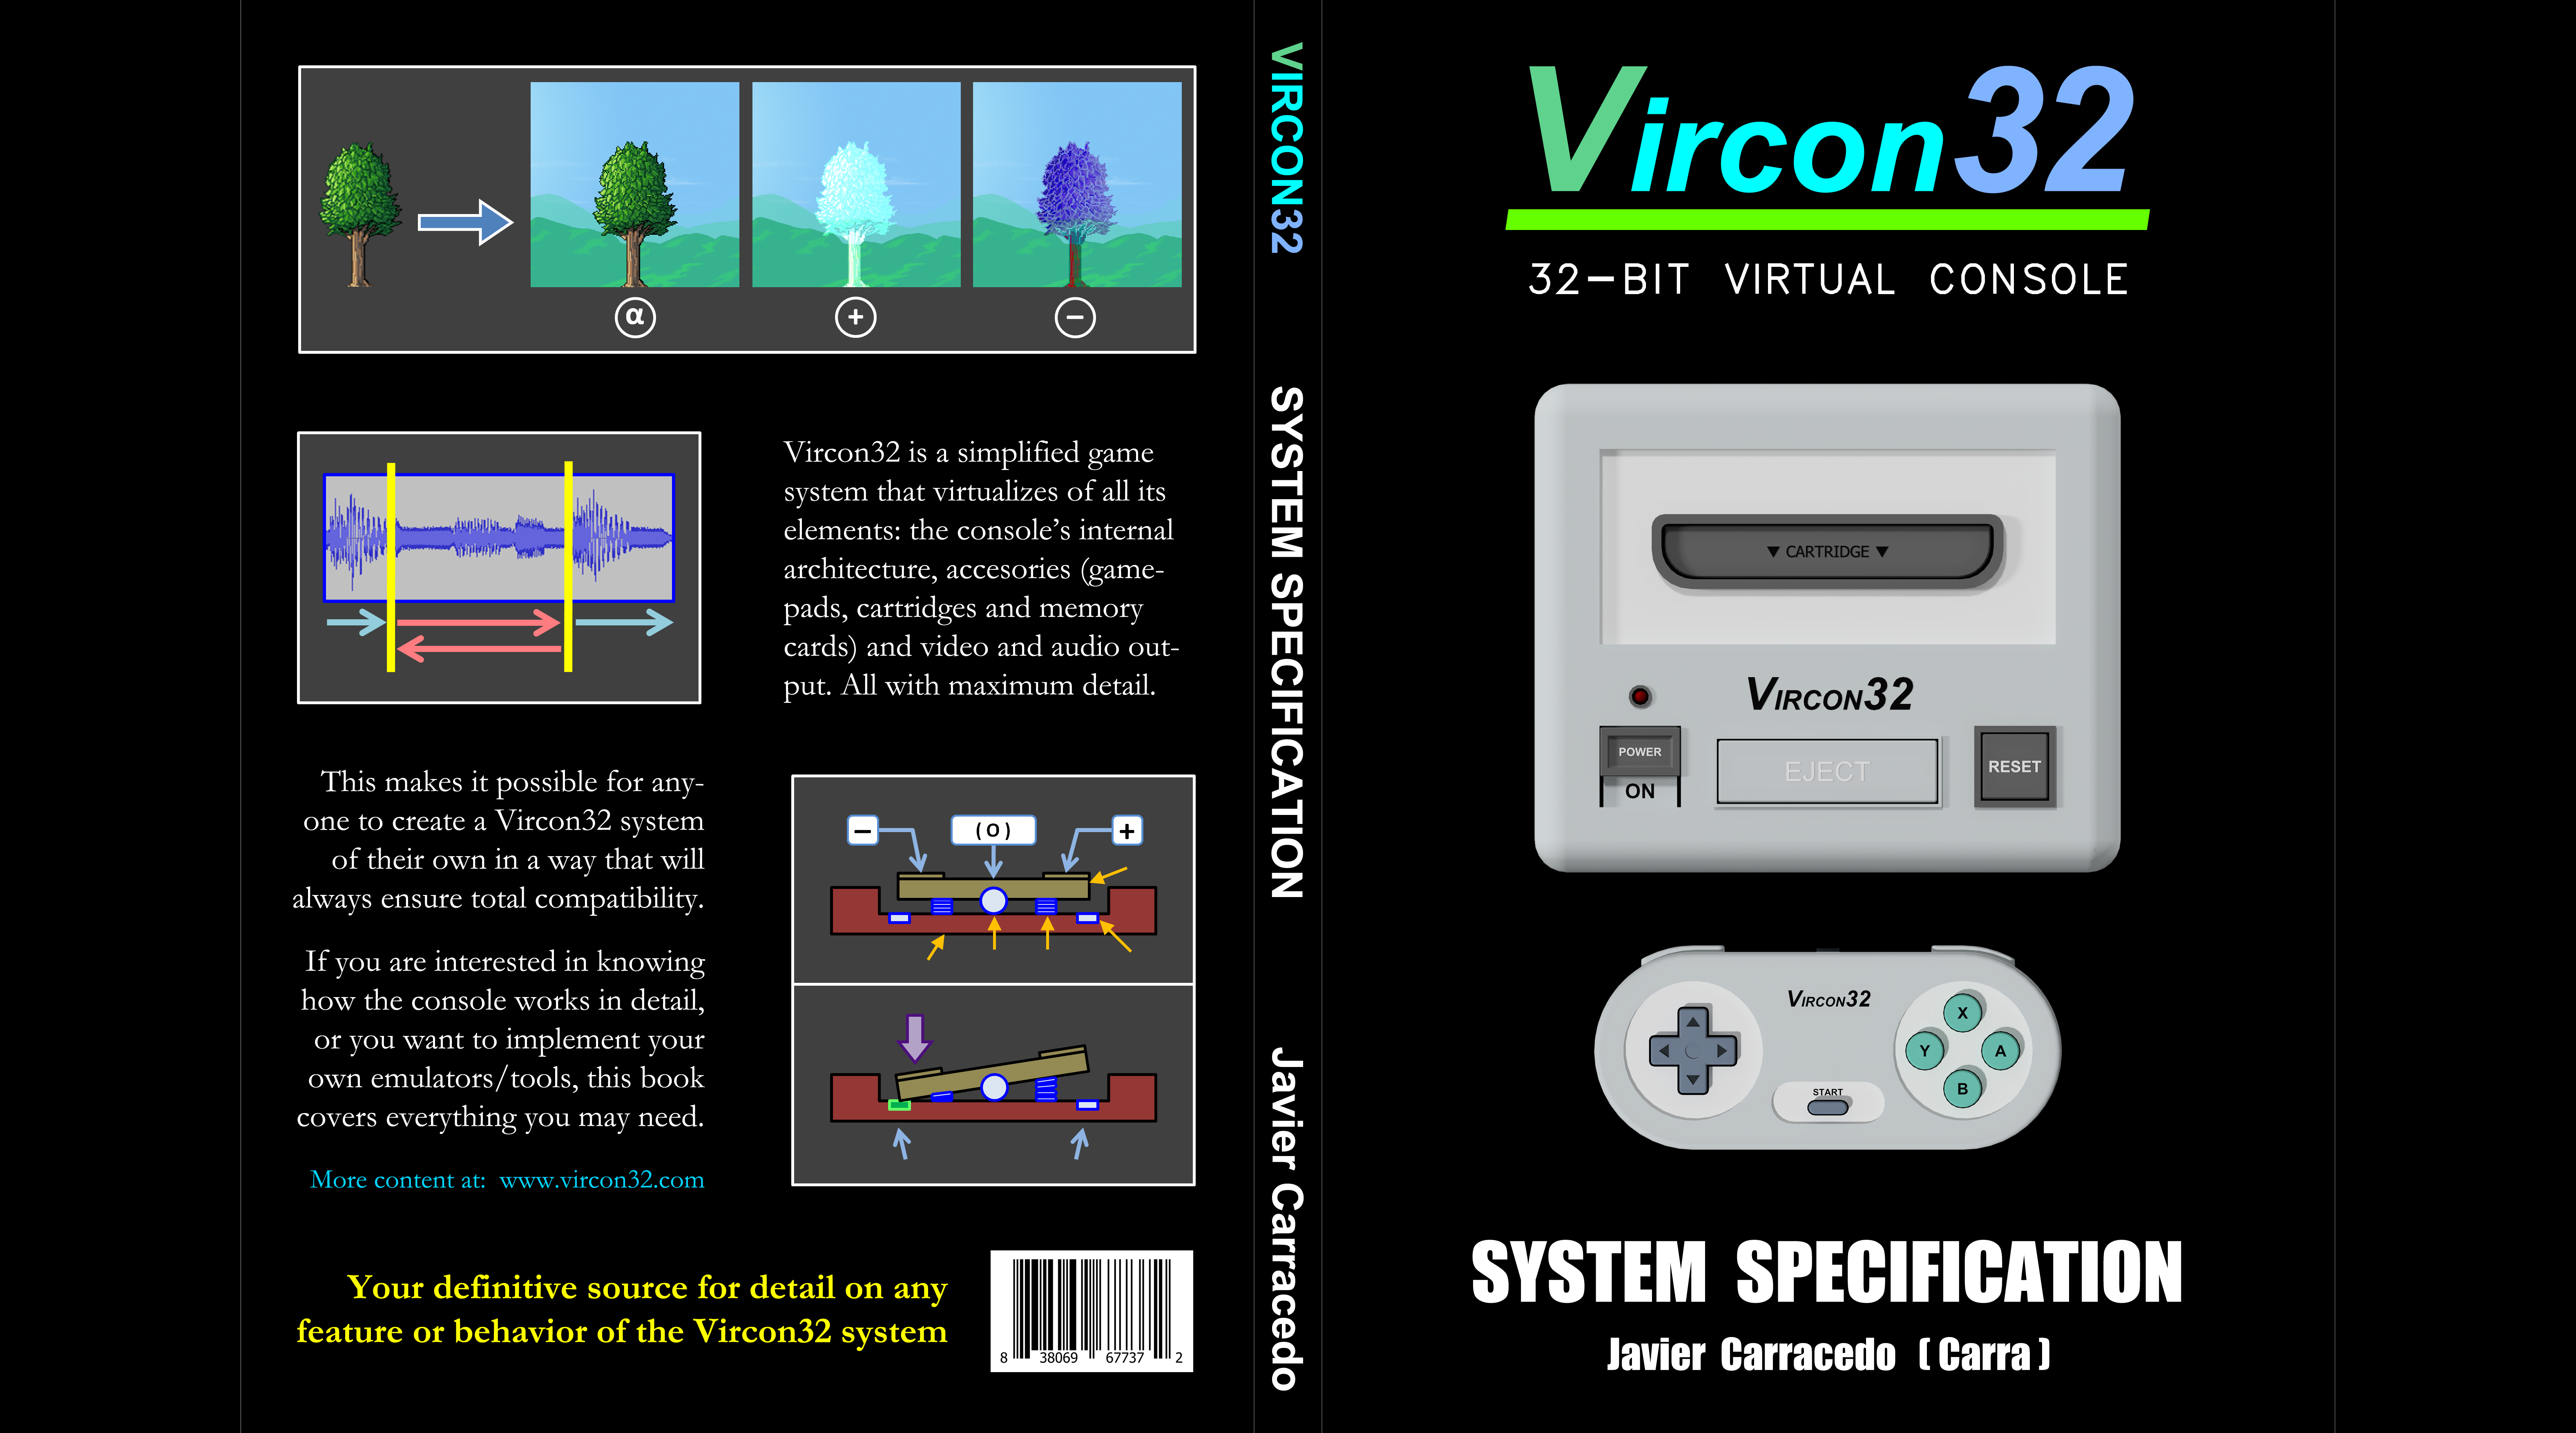 α
+
−
Vircon32 is a simplified game
system that virtualizes of all its
elements: the console’s internal
architecture, accesories (game-
pads, cartridges and memory
cards) and video and audio out-
put. All with maximum detail.
This makes it possible for any-
one to create a Vircon32 system
of their own in a way that will
always ensure total compatibility.
If you are interested in knowing
how the console works in detail,
or you want to implement your
own emulators/tools, this book
covers everything you may need.
More content at: www.vircon32.com
− ( O ) +
Your definitive source for detail on any
feature or behavior of the Vircon32 system
8 38069 67737 2
VIRCON32 SYSTEM SPECIFICATION Javier Carracedo
Vircon32
32-BIT VIRTUAL CONSOLE
▼ CARTRIDGE ▼
VIRCON32
POWER
ON
EJECT
RESET
VIRCON32
X
Y A
B
START
SYSTEM SPECIFICATION
Javier Carracedo ( Carra )